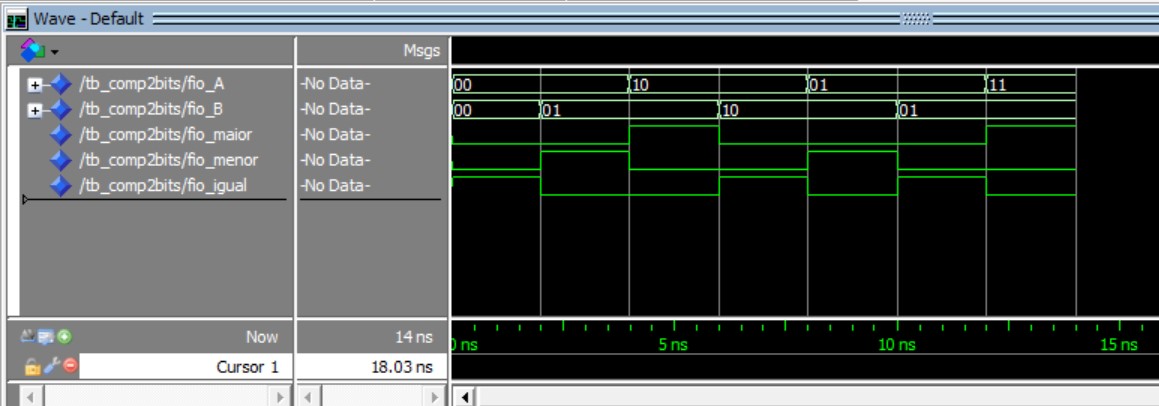 Wave - Default
Msgs
/tb_comp2bits/fio_A -No Data- 00 10 01 11
/tb_comp2bits/fio_B -No Data- 00 01 10 01
/tb_comp2bits/fio_maior -No Data-
/tb_comp2bits/fio_menor -No Data-
/tb_comp2bits/fio_igual -No Data-
Now 14 ns 0 ns 5 ns 10 ns 15 ns
Cursor 1 18.03 ns